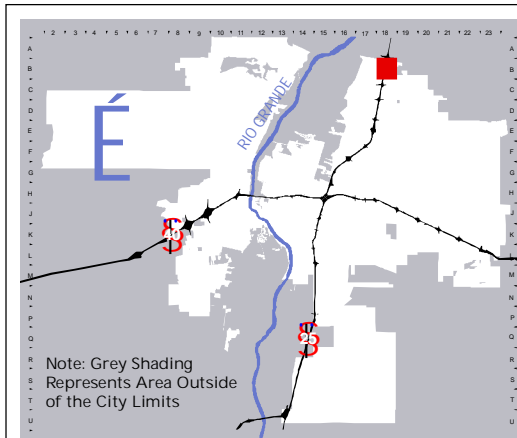 1 2 3 4 5 6 7 8 9 10 11 12 13 14 15 16 17 18 19 20 21 22 23
A
B
C
D
E
F
G
H
J
K
L
M
N
P
Q
R
S
T
U
É
RIO GRANDE
40
25
Note: Grey Shading
Represents Area Outside
of the City Limits
A
B
C
D
E
F
G
H
J
K
L
M
N
P
Q
R
S
T
U